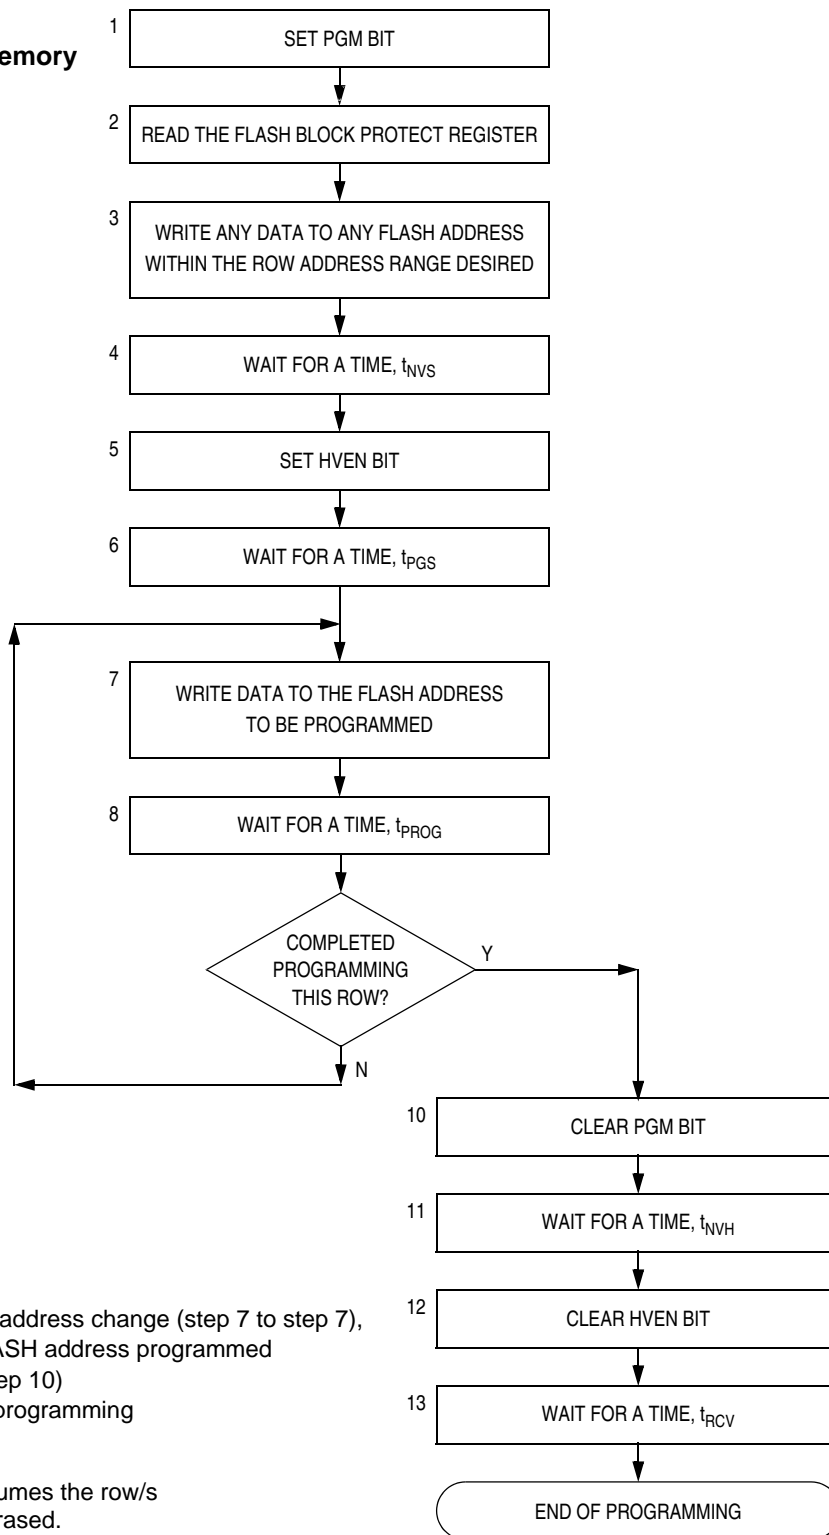 emory
1
SET PGM BIT
2
READ THE FLASH BLOCK PROTECT REGISTER
3
WRITE ANY DATA TO ANY FLASH ADDRESS
WITHIN THE ROW ADDRESS RANGE DESIRED
4
WAIT FOR A TIME, tNVS
5
SET HVEN BIT
6
WAIT FOR A TIME, tPGS
7
WRITE DATA TO THE FLASH ADDRESS
TO BE PROGRAMMED
8
WAIT FOR A TIME, tPROG
COMPLETED
PROGRAMMING
THIS ROW?
Y
N
10
CLEAR PGM BIT
11
WAIT FOR A TIME, tNVH
12
CLEAR HVEN BIT
13
WAIT FOR A TIME, tRCV
END OF PROGRAMMING
address change (step 7 to step 7),
ASH address programmed
ep 10)
programming
umes the row/s
rased.